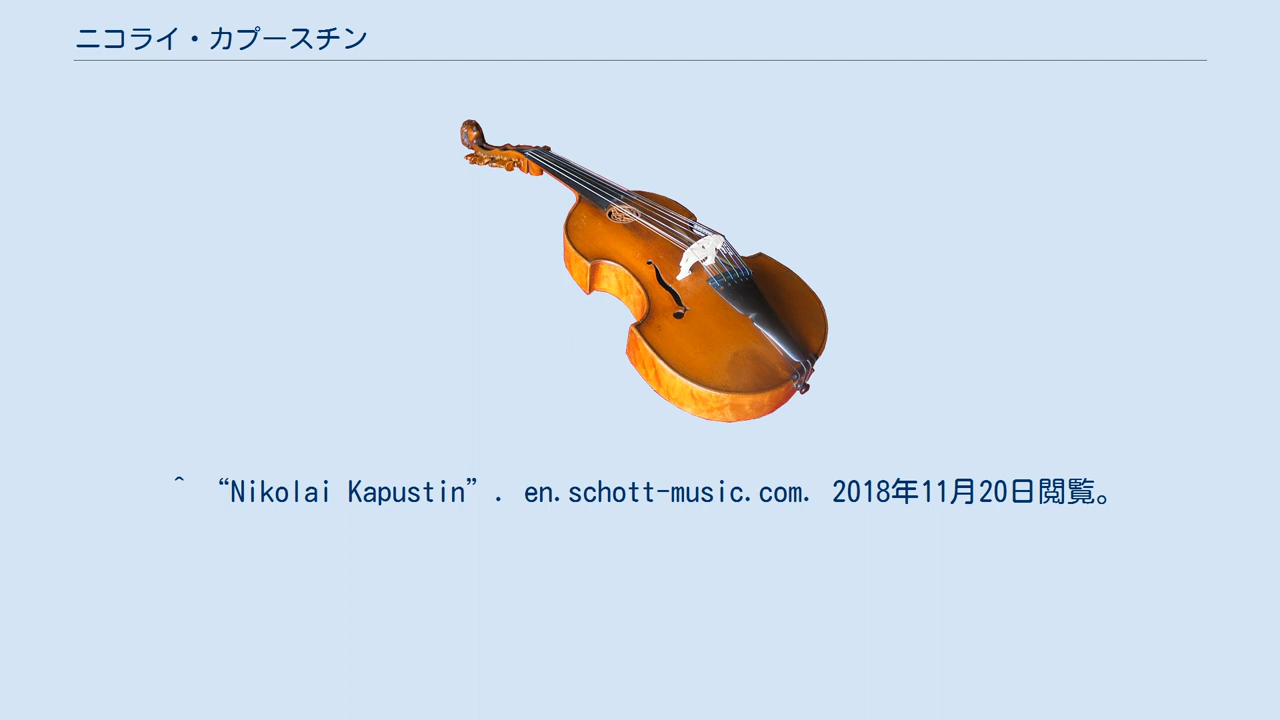 ニコライ・カプースチン
^ “Nikolai Kapustin”. en.schott-music.com. 2018年11月20日閲覧。